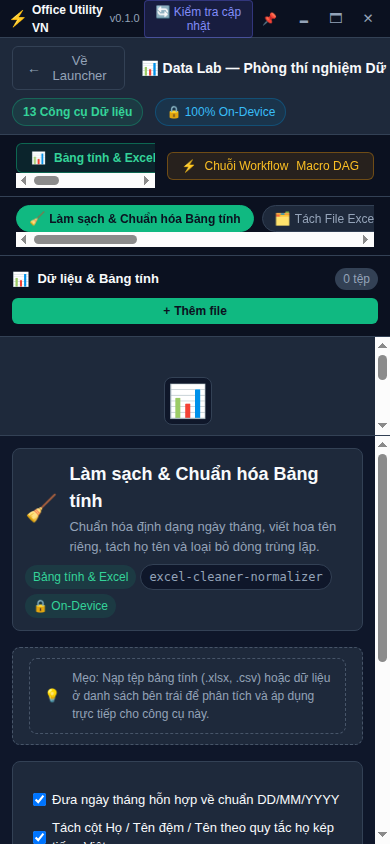 Office Utility VN v0.1.0 🔄 Kiểm tra cập nhật
← Về Launcher
📊 Data Lab — Phòng thí nghiệm Dữ
13 Công cụ Dữ liệu 🔒 100% On-Device
📊 Bảng tính & Excel ⚡ Chuỗi Workflow Macro DAG
🧹 Làm sạch & Chuẩn hóa Bảng tính 🗂️ Tách File Exce
📊 Dữ liệu & Bảng tính 0 tệp
+ Thêm file
Làm sạch & Chuẩn hóa Bảng
tính
Chuẩn hóa định dạng ngày tháng, viết hoa tên
riêng, tách họ tên và loại bỏ dòng trùng lặp.
Bảng tính & Excel excel-cleaner-normalizer
🔒 On-Device
💡 Mẹo: Nạp tệp bảng tính (.xlsx, .csv) hoặc dữ liệu
ở danh sách bên trái để phân tích và áp dụng
trực tiếp cho công cụ này.
Đưa ngày tháng hỗn hợp về chuẩn DD/MM/YYYY
Tách cột Họ / Tên đệm / Tên theo quy tắc họ kép
tiếng Việt